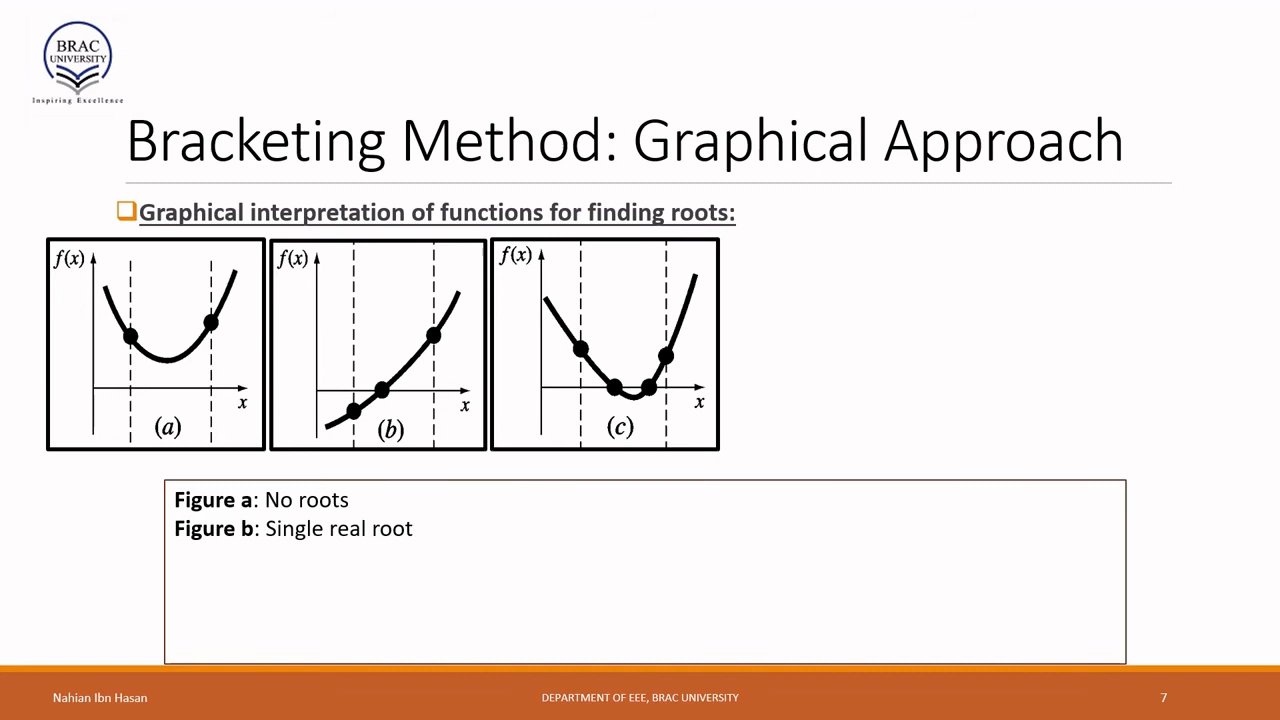 BRAC
UNIVERSITY
Inspiring Excellence
Bracketing Method: Graphical Approach
Graphical interpretation of functions for finding roots:
f(x)
x
(a)
f(x)
x
(b)
f(x)
x
(c)
Figure a: No roots
Figure b: Single real root
Nahian Ibn Hasan
DEPARTMENT OF EEE, BRAC UNIVERSITY
7